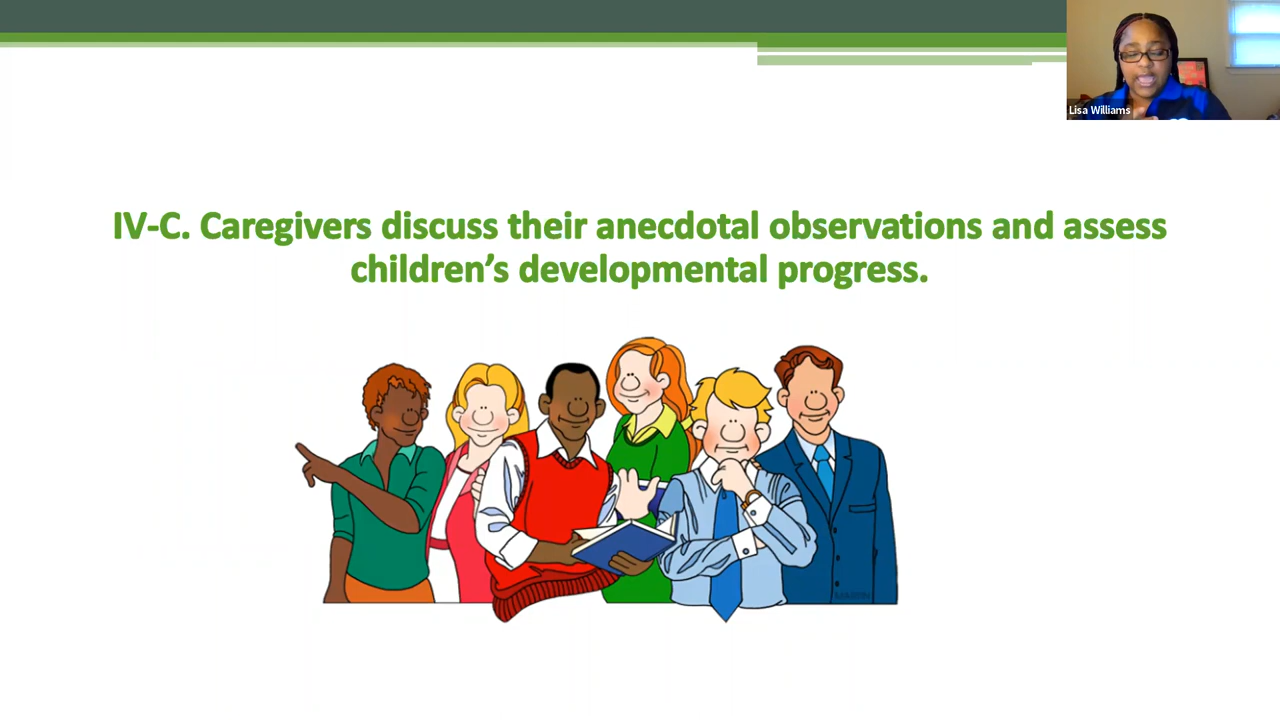 Lisa Williams
IV-C. Caregivers discuss their anecdotal observations and assess
children’s developmental progress.